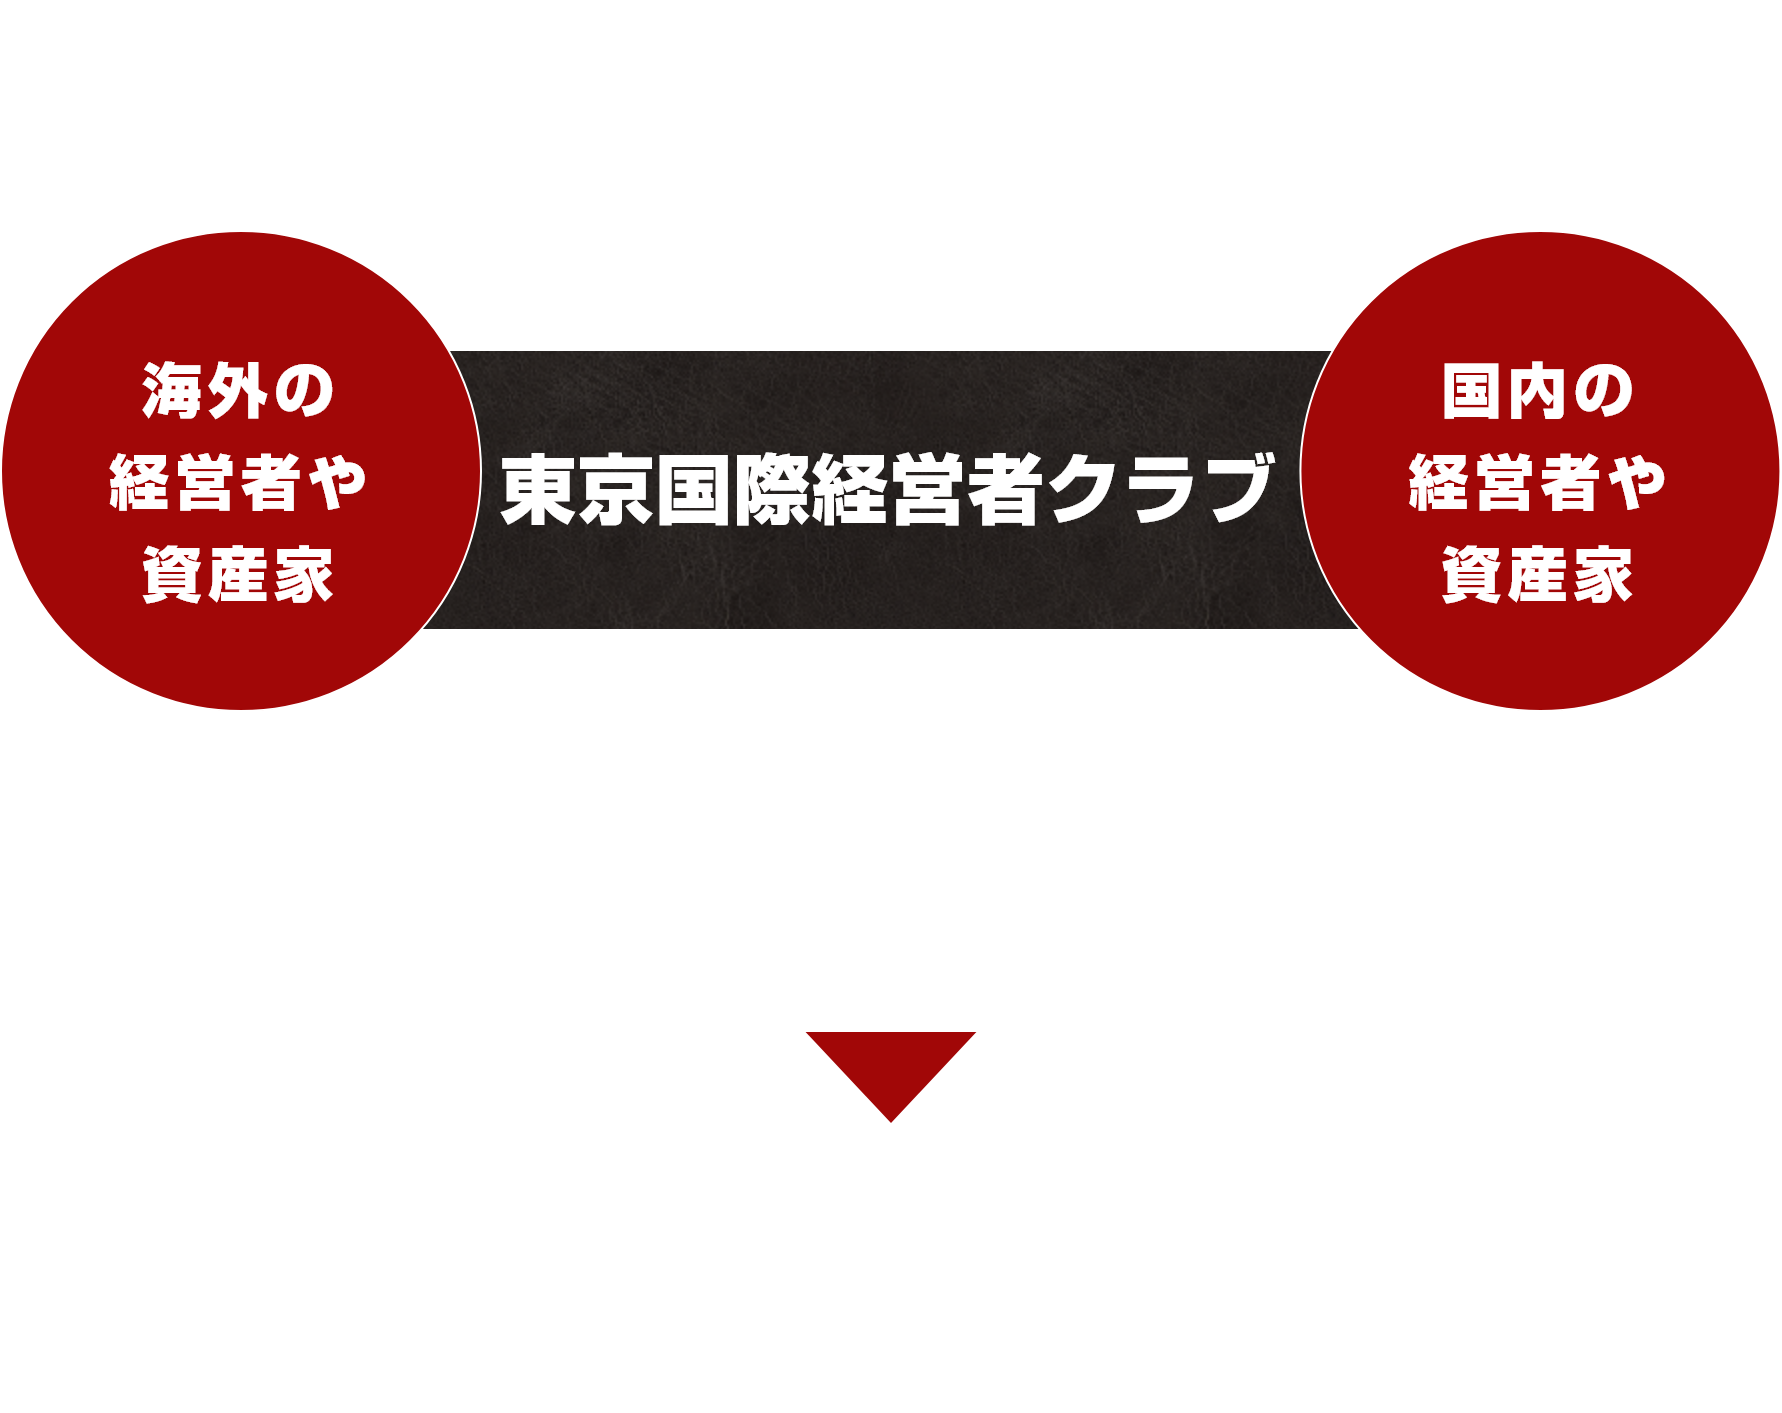 海外の
経営者や
資産家
東京国際経営者クラブ
国内の
経営者や
資産家